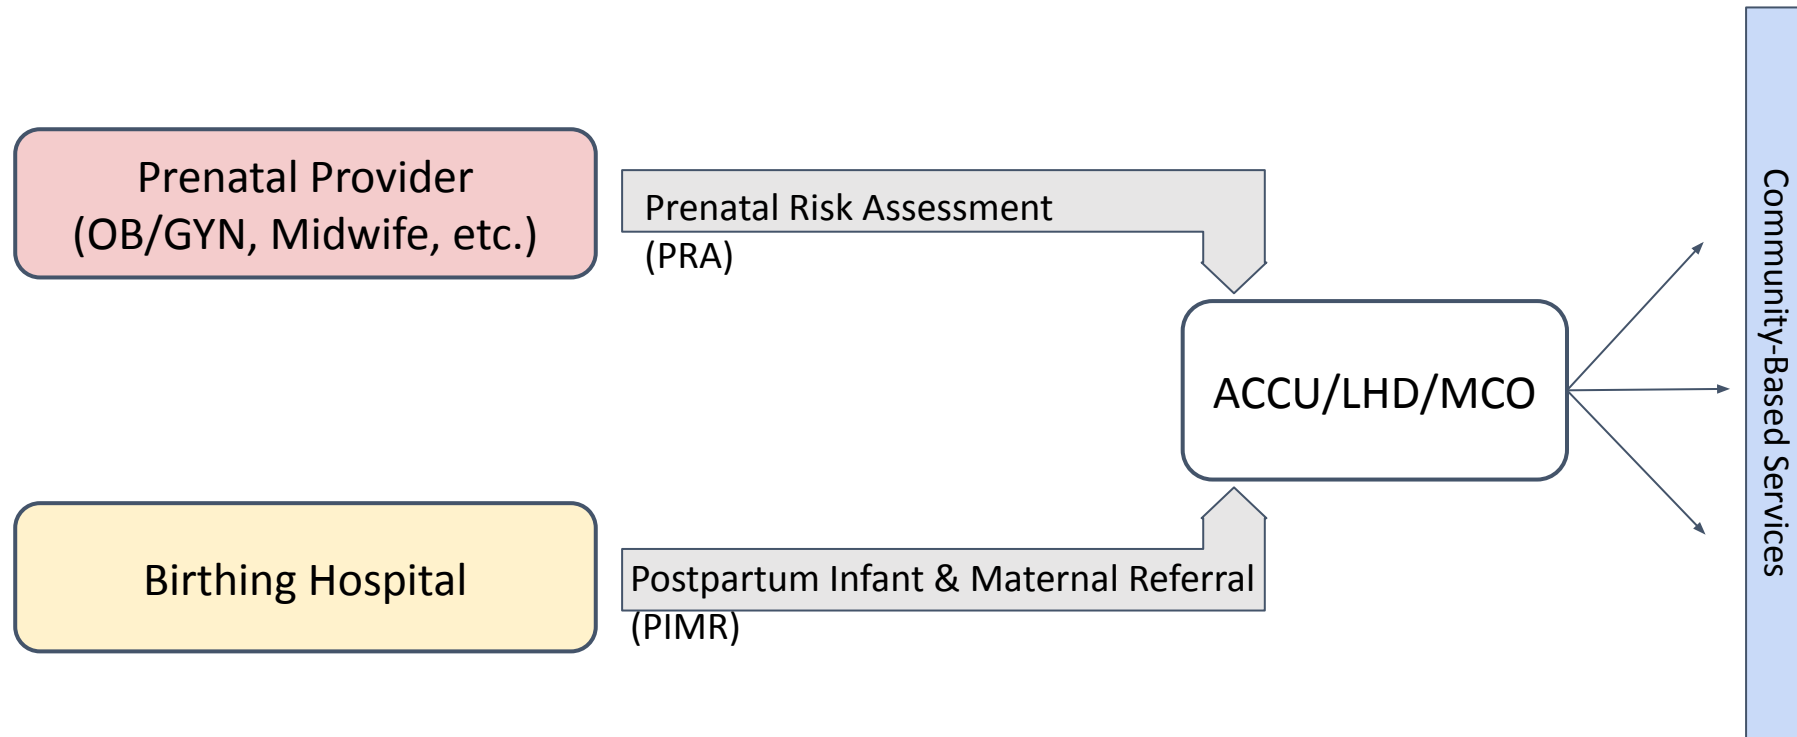 Prenatal Provider
(OB/GYN, Midwife, etc.)
Prenatal Risk Assessment
(PRA)
ACCU/LHD/MCO
Birthing Hospital
Postpartum Infant & Maternal Referral
(PIMR)
Community-Based Services